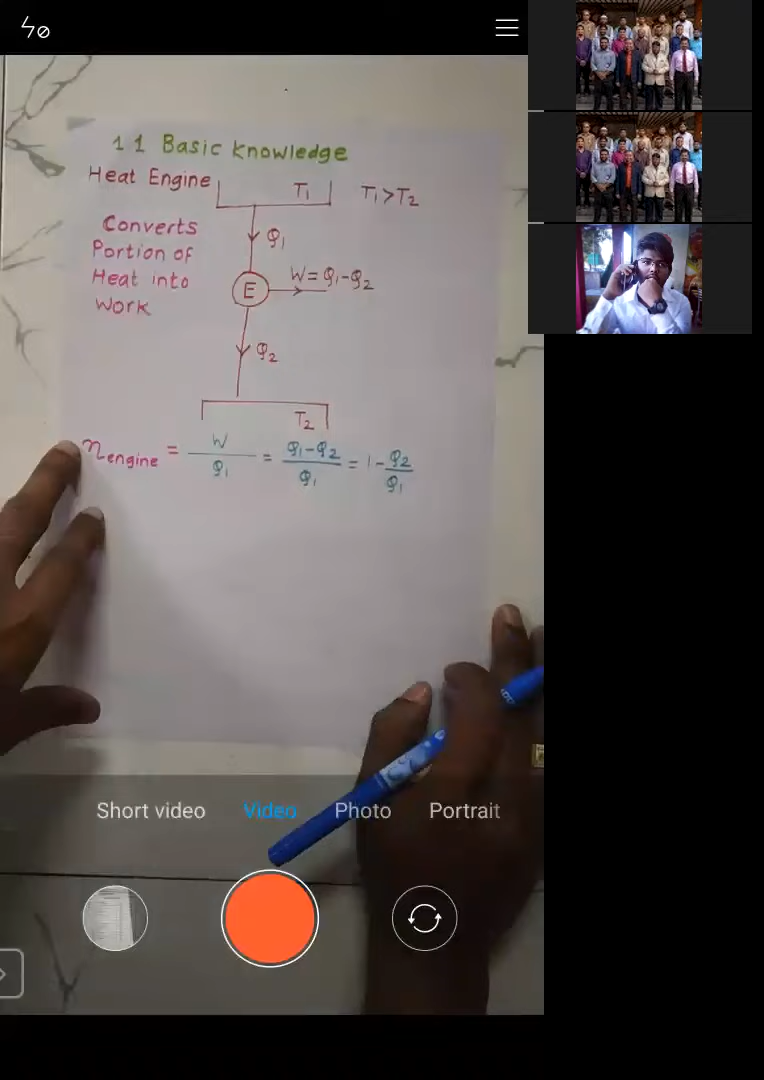 1 1 Basic knowledge
Heat Engine
T1
T1>T2
Converts
Portion of
Heat into
Work
Q1
E
W=Q1-Q2
Q2
T2
ηengine = W/Q1 = Q1-Q2/Q1 = 1-Q2/Q1
Short video Video Photo Portrait